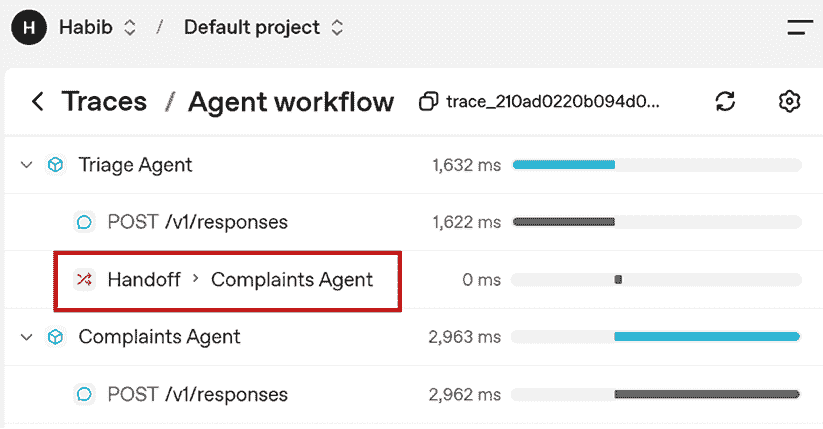 H Habib / Default project
Traces / Agent workflow trace_210ad0220b094d0...
Triage Agent 1,632 ms
POST /v1/responses 1,622 ms
Handoff > Complaints Agent 0 ms
Complaints Agent 2,963 ms
POST /v1/responses 2,962 ms